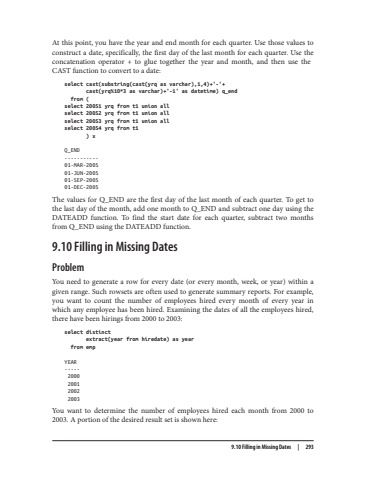 At this point, you have the year and end month for each quarter. Use those values to
construct a date, specifically, the first day of the last month for each quarter. Use the
concatenation operator + to glue together the year and month, and then use the
CAST function to convert to a date:
select cast(substring(cast(yrq as varchar),1,4)+'-'+
cast(yrq%10*3 as varchar)+'-1' as datetime) q_end
from (
select 20051 yrq from t1 union all
select 20052 yrq from t1 union all
select 20053 yrq from t1 union all
select 20054 yrq from t1
) x
Q_END
-----------
01-MAR-2005
01-JUN-2005
01-SEP-2005
01-DEC-2005
The values for Q_END are the first day of the last month of each quarter. To get to
the last day of the month, add one month to Q_END and subtract one day using the
DATEADD function. To find the start date for each quarter, subtract two months
from Q_END using the DATEADD function.
9.10 Filling in Missing Dates
Problem
You need to generate a row for every date (or every month, week, or year) within a
given range. Such rowsets are often used to generate summary reports. For example,
you want to count the number of employees hired every month of every year in
which any employee has been hired. Examining the dates of all the employees hired,
there have been hirings from 2000 to 2003:
select distinct
extract(year from hiredate) as year
from emp
YEAR
-----
2000
2001
2002
2003
You want to determine the number of employees hired each month from 2000 to
2003. A portion of the desired result set is shown here:
9.10 Filling in Missing Dates | 293